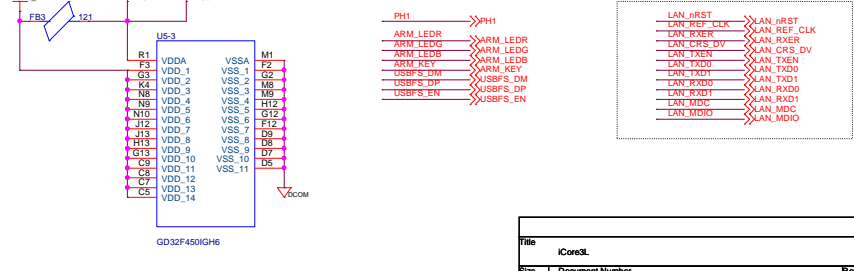 FB3 121
U5-3
R1 VDDA VSSA M1
F3 VDD_1 VSS_1 F2
G3 VDD_2 VSS_2 G2
K4 VDD_3 VSS_3 M8
N8 VDD_4 VSS_4 M9
N9 VDD_5 VSS_5 H12
N10 VDD_6 VSS_6 G12
J12 VDD_7 VSS_7 F12
J13 VDD_8 VSS_8 D9
H13 VDD_9 VSS_9 D8
G13 VDD_10 VSS_10 D7
C9 VDD_11 VSS_11 D5
C8 VDD_12
C7 VDD_13
C5 VDD_14
DCOM
GD32F450IGH6
PH1 PH1
ARM_LEDR ARM_LEDR
ARM_LEDG ARM_LEDG
ARM_LEDB ARM_LEDB
ARM_KEY ARM_KEY
USBFS_DM USBFS_DM
USBFS_DP USBFS_DP
USBFS_EN USBFS_EN
LAN_nRST LAN_nRST
LAN_REF_CLK LAN_REF_CLK
LAN_RXER LAN_RXER
LAN_CRS_DV LAN_CRS_DV
LAN_TXEN LAN_TXEN
LAN_TXD0 LAN_TXD0
LAN_TXD1 LAN_TXD1
LAN_RXD0 LAN_RXD0
LAN_RXD1 LAN_RXD1
LAN_MDC LAN_MDC
LAN_MDIO LAN_MDIO
Title
iCore3L
Size Document Number